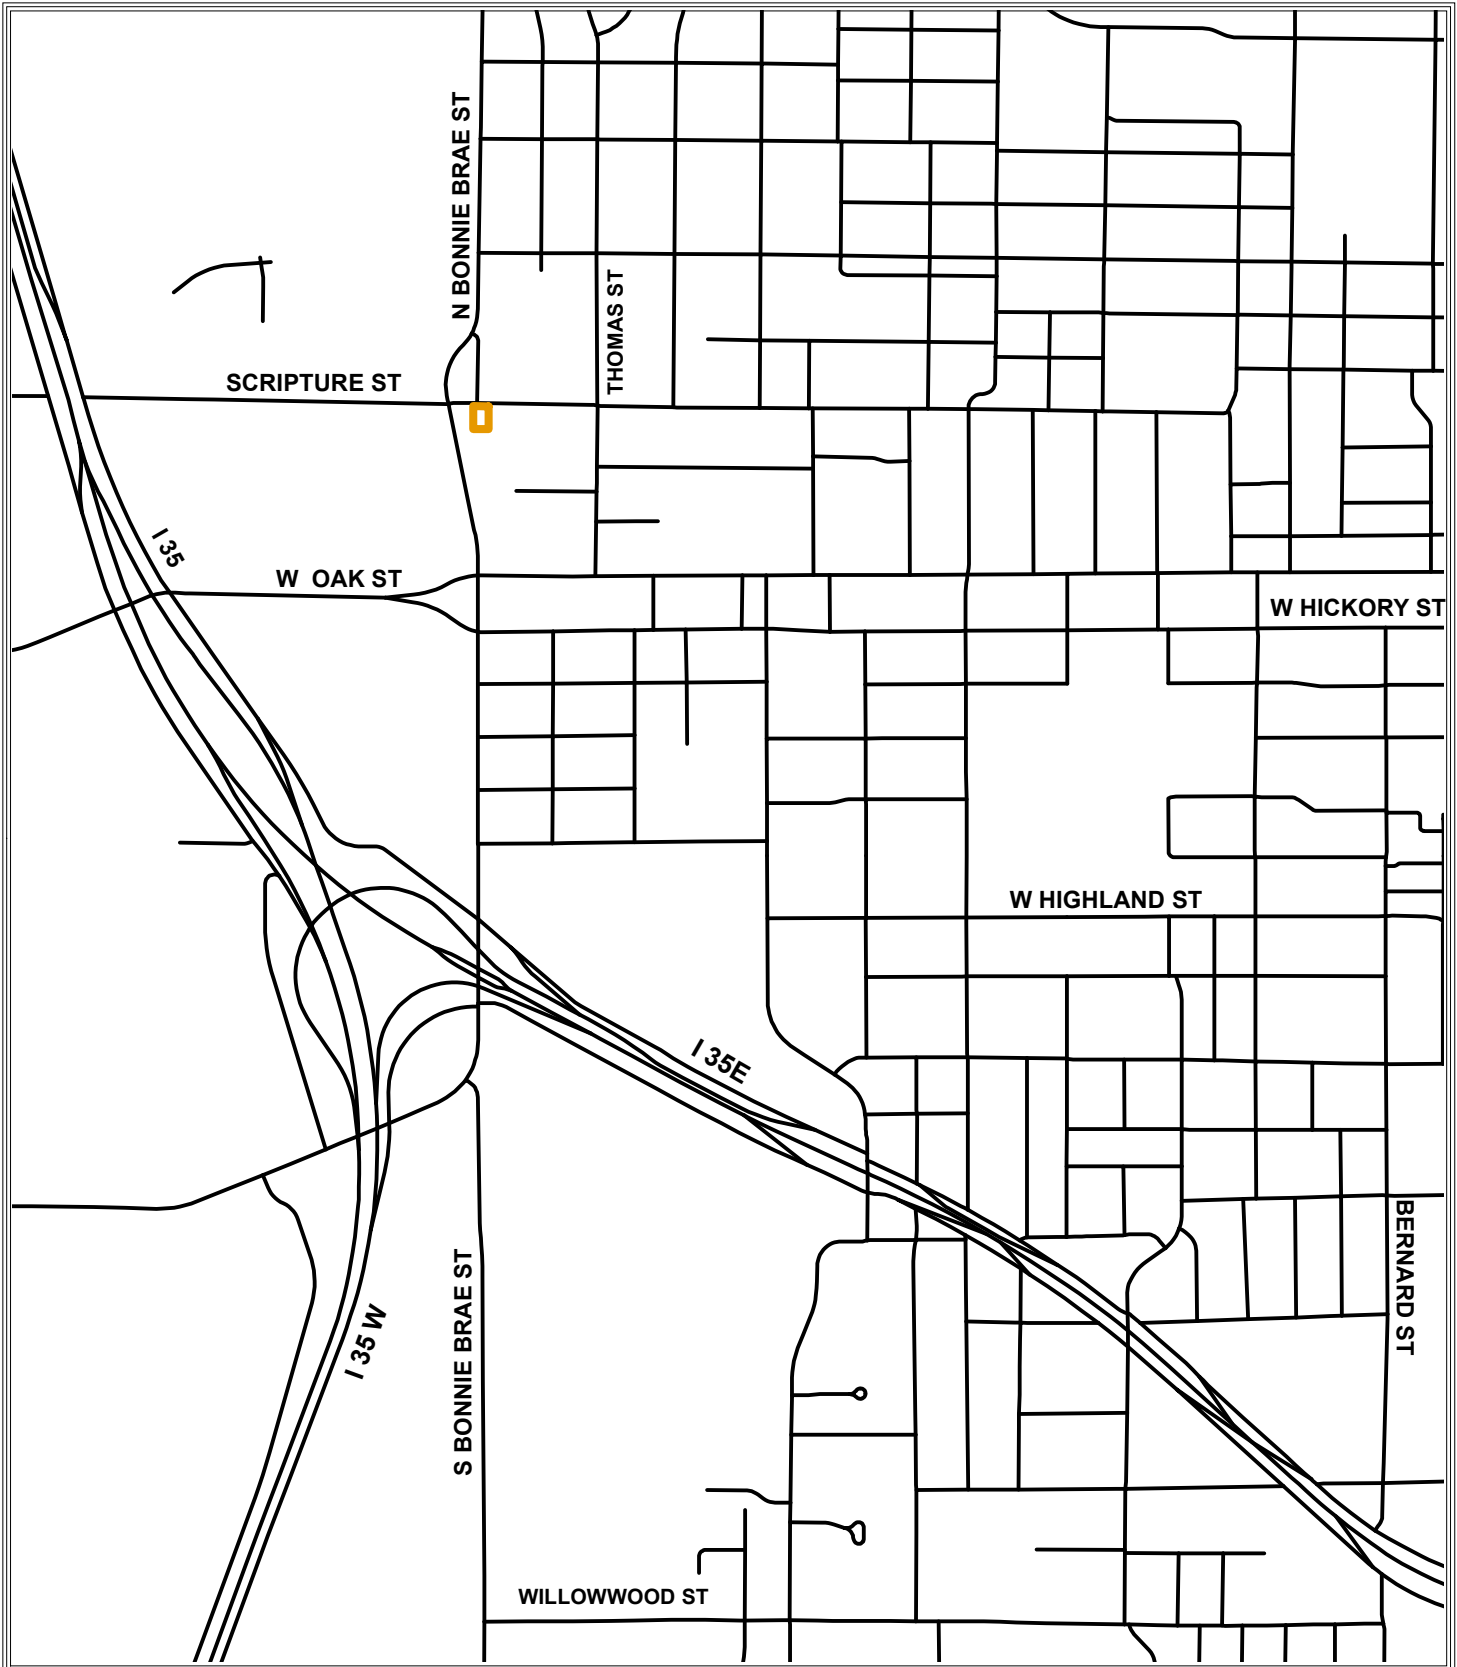 N BONNIE BRAE ST
THOMAS ST
SCRIPTURE ST
I 35
W OAK ST
W HICKORY ST
W HIGHLAND ST
I 35E
BERNARD ST
S BONNIE BRAE ST
I 35 W
WILLOWWOOD ST